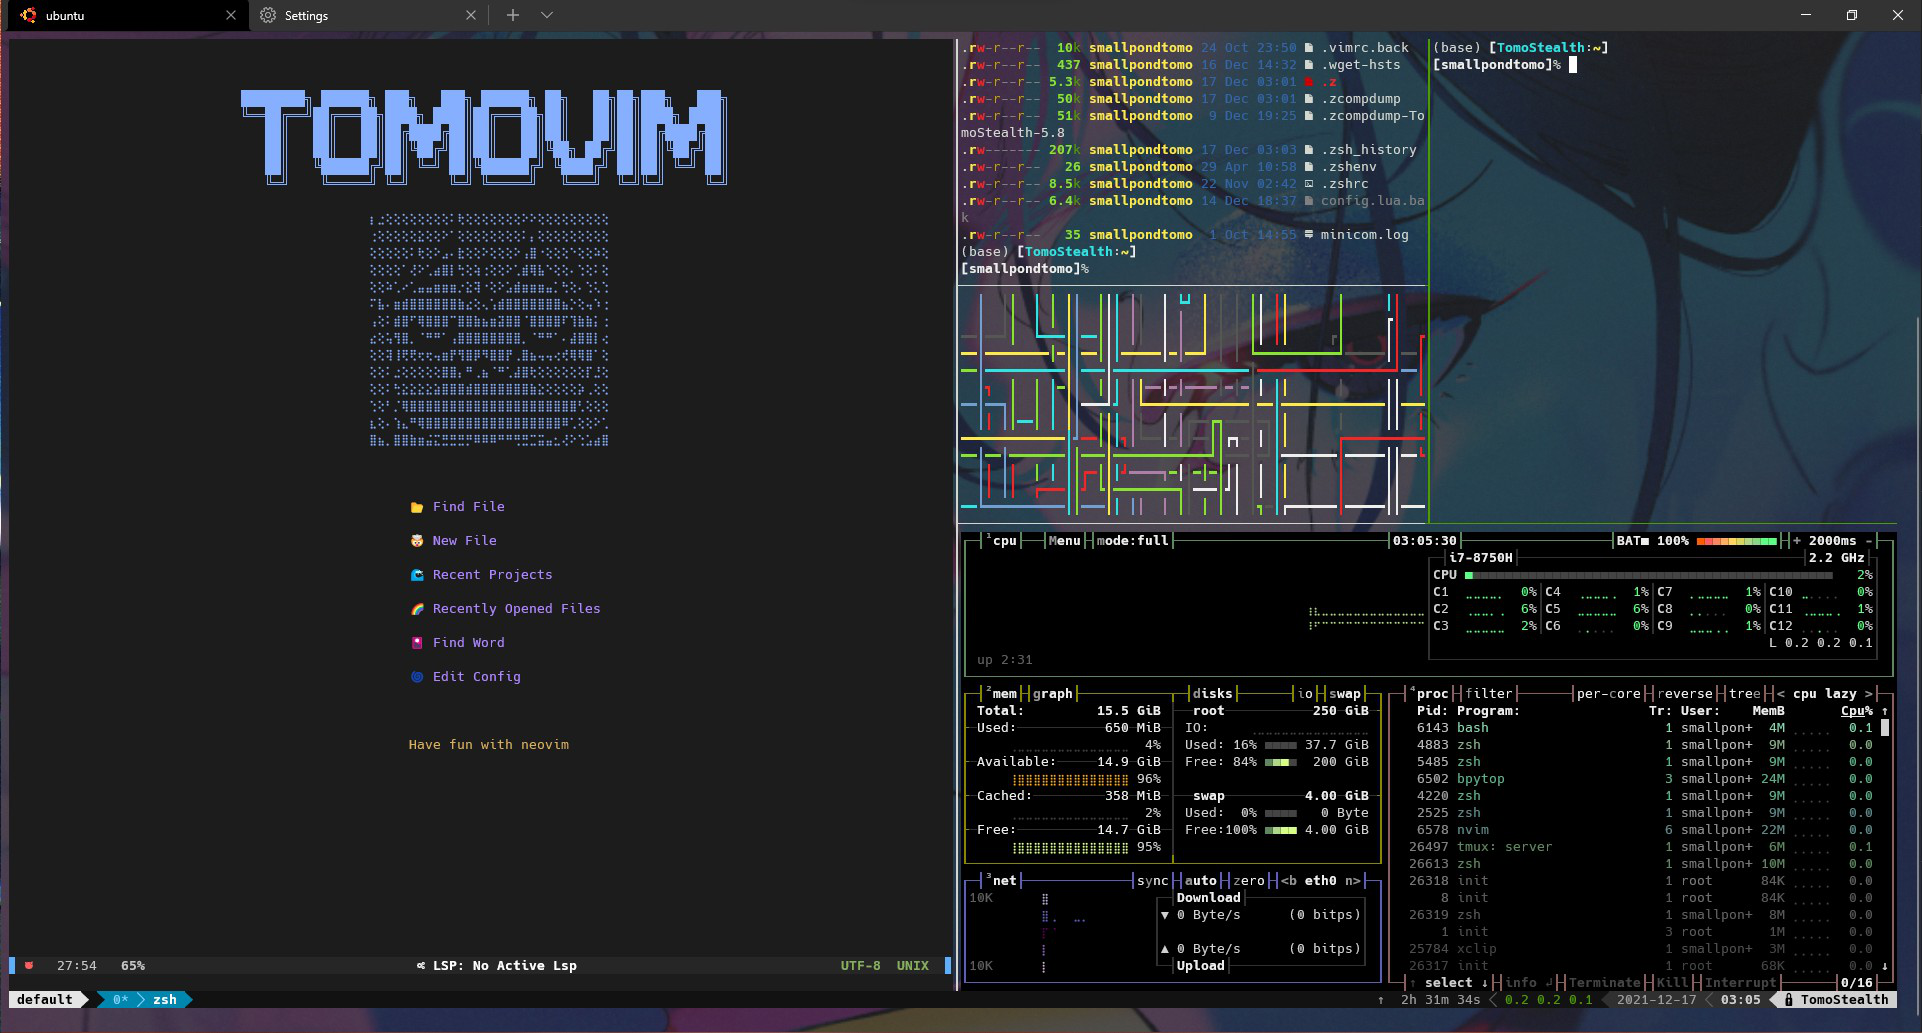 ubuntu
Settings
TOMOVIM
Find File
New File
Recent Projects
Recently Opened Files
Find Word
Edit Config
Have fun with neovim
27:54 65% LSP: No Active Lsp UTF-8 UNIX
.rw-r--r-- 10k smallpondtomo 24 Oct 23:50 .vimrc.back
.rw-r--r-- 437 smallpondtomo 16 Dec 14:32 .wget-hsts
.rw-r--r-- 5.3k smallpondtomo 17 Dec 03:01 .z
.rw-r--r-- 50k smallpondtomo 17 Dec 03:01 .zcompdump
.rw-r--r-- 51k smallpondtomo 9 Dec 19:25 .zcompdump-To
moStealth-5.8
.rw------- 207k smallpondtomo 17 Dec 03:03 .zsh_history
.rw-r--r-- 26 smallpondtomo 29 Apr 10:58 .zshenv
.rw-r--r-- 8.5k smallpondtomo 22 Nov 02:42 .zshrc
.rw-r--r-- 6.4k smallpondtomo 14 Dec 18:37 config.lua.ba
k
.rw-r--r-- 35 smallpondtomo 1 Oct 14:55 minicom.log
(base) [TomoStealth:~]
[smallpondtomo]%
(base) [TomoStealth:~]
[smallpondtomo]%
1cpu Menu mode:full 03:05:30 BAT■ 100% + 2000ms -
i7-8750H 2.2 GHz
CPU 2%
C1 0% C4 1% C7 1% C10 0%
C2 6% C5 6% C8 0% C11 1%
C3 2% C6 0% C9 1% C12 0%
L 0.2 0.2 0.1
up 2:31
2mem graph
Total: 15.5 GiB
Used: 650 MiB
4%
Available: 14.9 GiB
96%
Cached: 358 MiB
2%
Free: 14.7 GiB
95%
disks io swap
root 250 GiB
IO:
Used: 16% 37.7 GiB
Free: 84% 200 GiB
swap 4.00 GiB
Used: 0% 0 Byte
Free:100% 4.00 GiB
3net sync auto zero <b eth0 n>
10K
Download
▼ 0 Byte/s (0 bitps)
▲ 0 Byte/s (0 bitps)
Upload
10K
4proc filter per-core reverse tree < cpu lazy >
Pid: Program: Tr: User: MemB Cpu% ↑
6143 bash 1 smallpon+ 4M 0.1
4883 zsh 1 smallpon+ 9M 0.0
5485 zsh 1 smallpon+ 9M 0.0
6502 bpytop 3 smallpon+ 24M 0.0
4220 zsh 1 smallpon+ 9M 0.0
2525 zsh 1 smallpon+ 9M 0.0
6578 nvim 6 smallpon+ 22M 0.0
26497 tmux: server 1 smallpon+ 6M 0.1
26613 zsh 1 smallpon+ 10M 0.0
26318 init 1 root 84K 0.0
8 init 1 root 84K 0.0
26319 zsh 1 smallpon+ 8M 0.0
1 init 3 root 1M 0.0
25784 xclip 1 smallpon+ 3M 0.0
26317 init 1 root 68K 0.0 ↓
↑ select ↓ info ↲ Terminate Kill Interrupt 0/16
default 0* zsh
↑ 2h 31m 34s 0.2 0.2 0.1 2021-12-17 03:05 TomoStealth